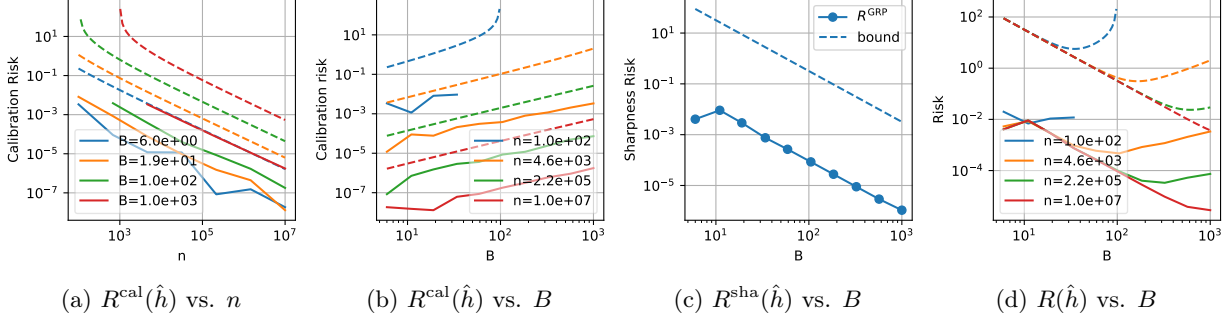 Calibration Risk
10^1
10^-1
10^-3
10^-5
10^-7
B=6.0e+00
B=1.9e+01
B=1.0e+02
B=1.0e+03
10^3
10^5
10^7
n
(a) R^cal(ĥ) vs. n
Calibration risk
10^1
10^-1
10^-3
10^-5
10^-7
n=1.0e+02
n=4.6e+03
n=2.2e+05
n=1.0e+07
10^1
10^2
10^3
B
(b) R^cal(ĥ) vs. B
Sharpness Risk
10^1
10^-1
10^-3
10^-5
R^GRP
bound
10^1
10^2
10^3
B
(c) R^sha(ĥ) vs. B
Risk
10^2
10^0
10^-2
10^-4
n=1.0e+02
n=4.6e+03
n=2.2e+05
n=1.0e+07
10^1
10^2
10^3
B
(d) R(ĥ) vs. B